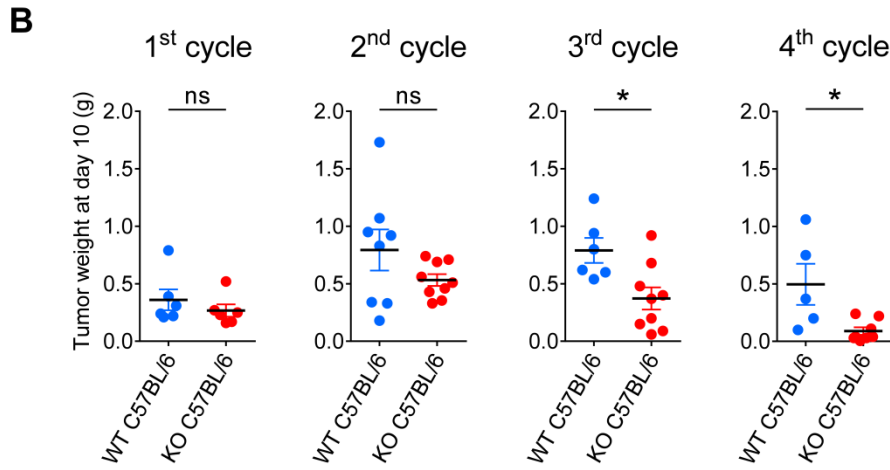 B
1st cycle
2nd cycle
3rd cycle
4th cycle
Tumor weight at day 10 (g)
ns
ns
*
*
2.0
1.5
1.0
0.5
0.0
2.0
1.5
1.0
0.5
0.0
2.0
1.5
1.0
0.5
0.0
2.0
1.5
1.0
0.5
0.0
WT C57BL/6
KO C57BL/6
WT C57BL/6
KO C57BL/6
WT C57BL/6
KO C57BL/6
WT C57BL/6
KO C57BL/6